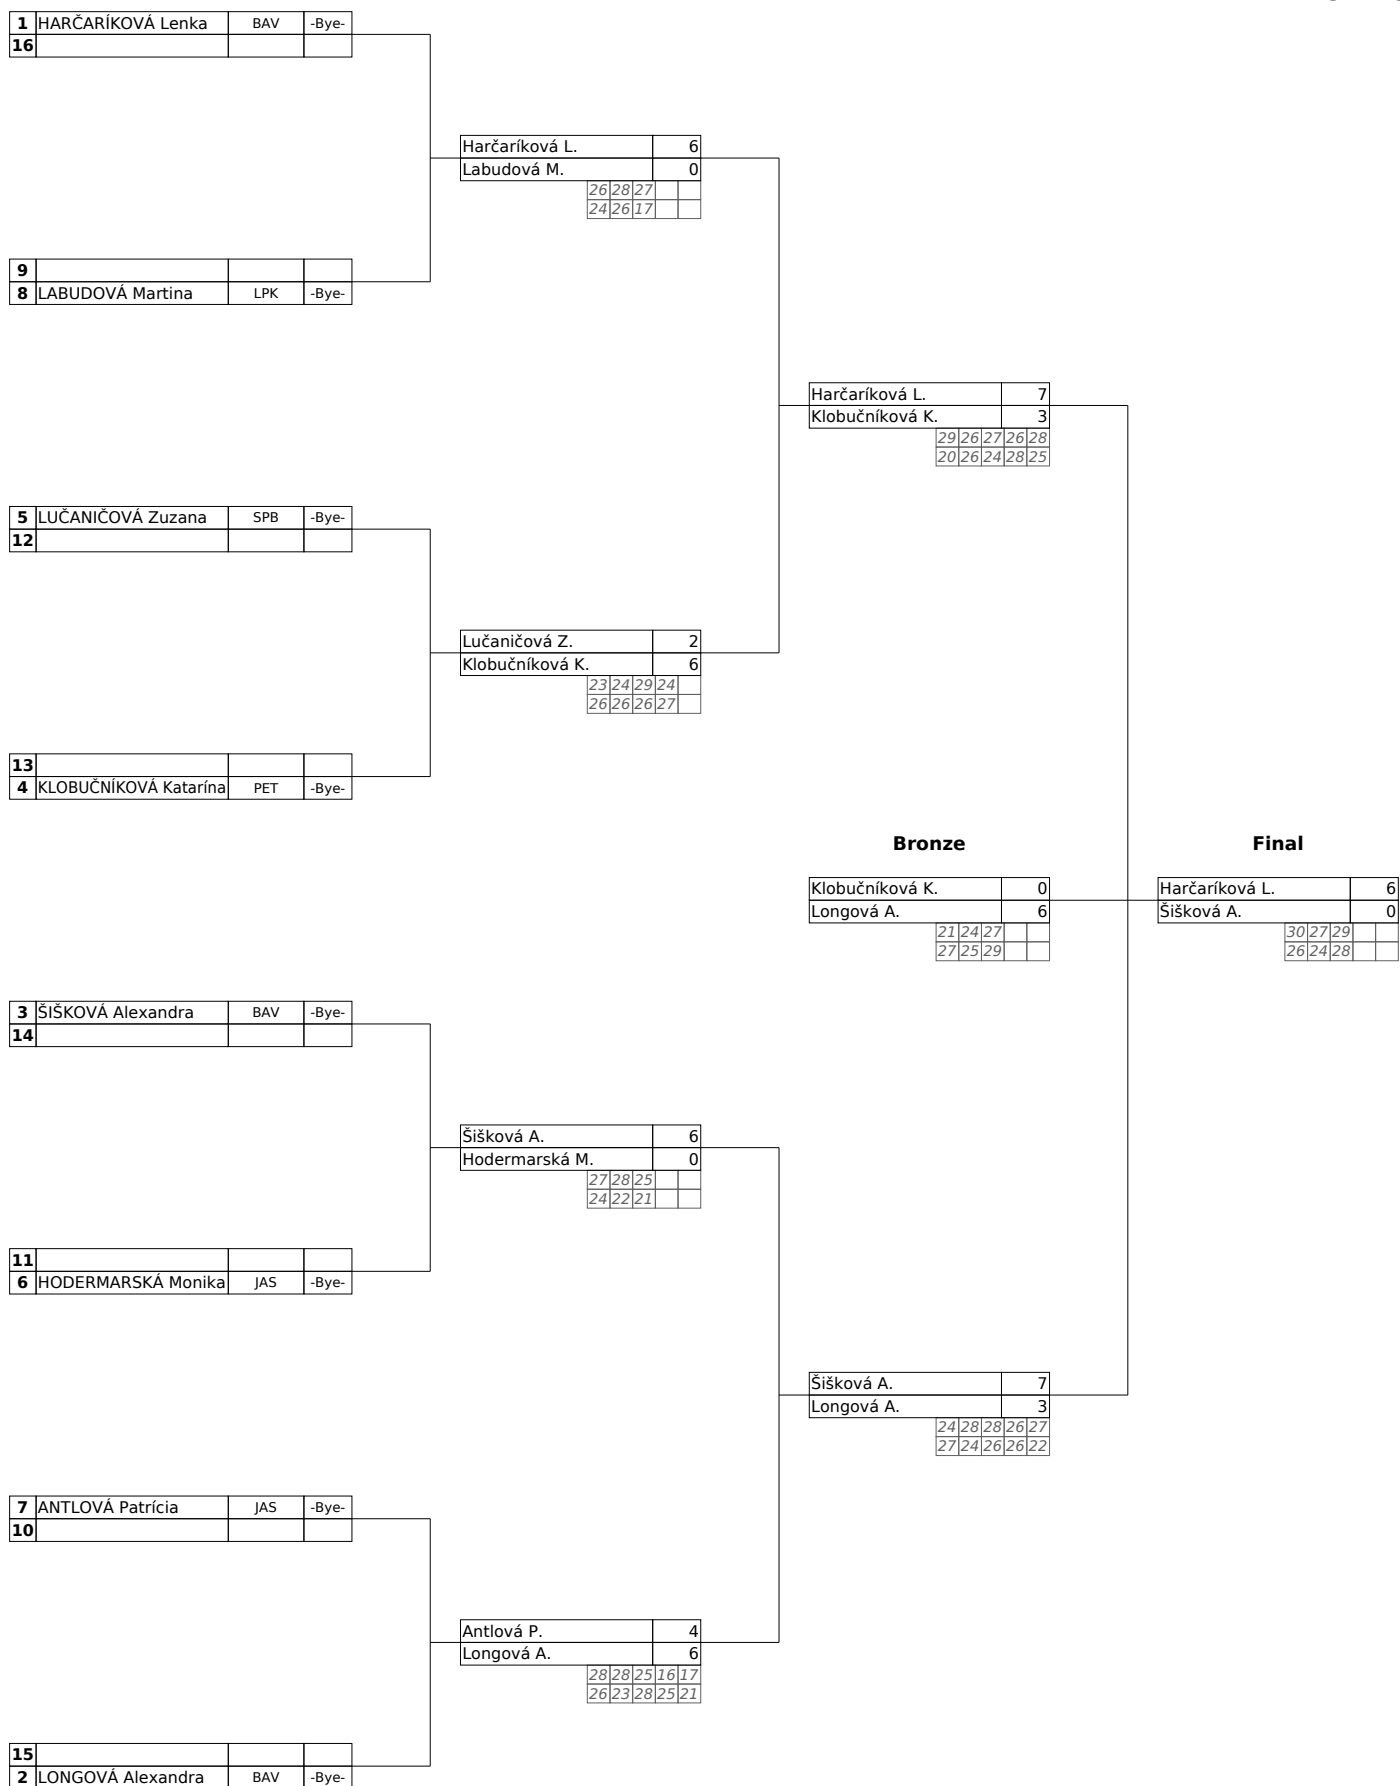 1 HARČARÍKOVÁ Lenka BAV -Bye-
16
Harčaríková L. 6
Labudová M. 0
26 28 27
24 26 17
9
8 LABUDOVÁ Martina LPK -Bye-
Harčaríková L. 7
Klobučníková K. 3
29 26 27 26 28
20 26 24 28 25
5 LUČANIČOVÁ Zuzana SPB -Bye-
12
Lučaničová Z. 2
Klobučníková K. 6
23 24 29 24
26 26 26 27
13
4 KLOBUČNÍKOVÁ Katarína PET -Bye-
Bronze
Final
Klobučníková K. 0
Longová A. 6
21 24 27
27 25 29
Harčaríková L. 6
Šišková A. 0
30 27 29
26 24 28
3 ŠIŠKOVÁ Alexandra BAV -Bye-
14
Šišková A. 6
Hodermarská M. 0
27 28 25
24 22 21
11
6 HODERMARSKÁ Monika JAS -Bye-
Šišková A. 7
Longová A. 3
24 28 28 26 27
27 24 26 26 22
7 ANTLOVÁ Patrícia JAS -Bye-
10
Antlová P. 4
Longová A. 6
28 28 25 16 17
26 23 28 25 21
15
2 LONGOVÁ Alexandra BAV -Bye-